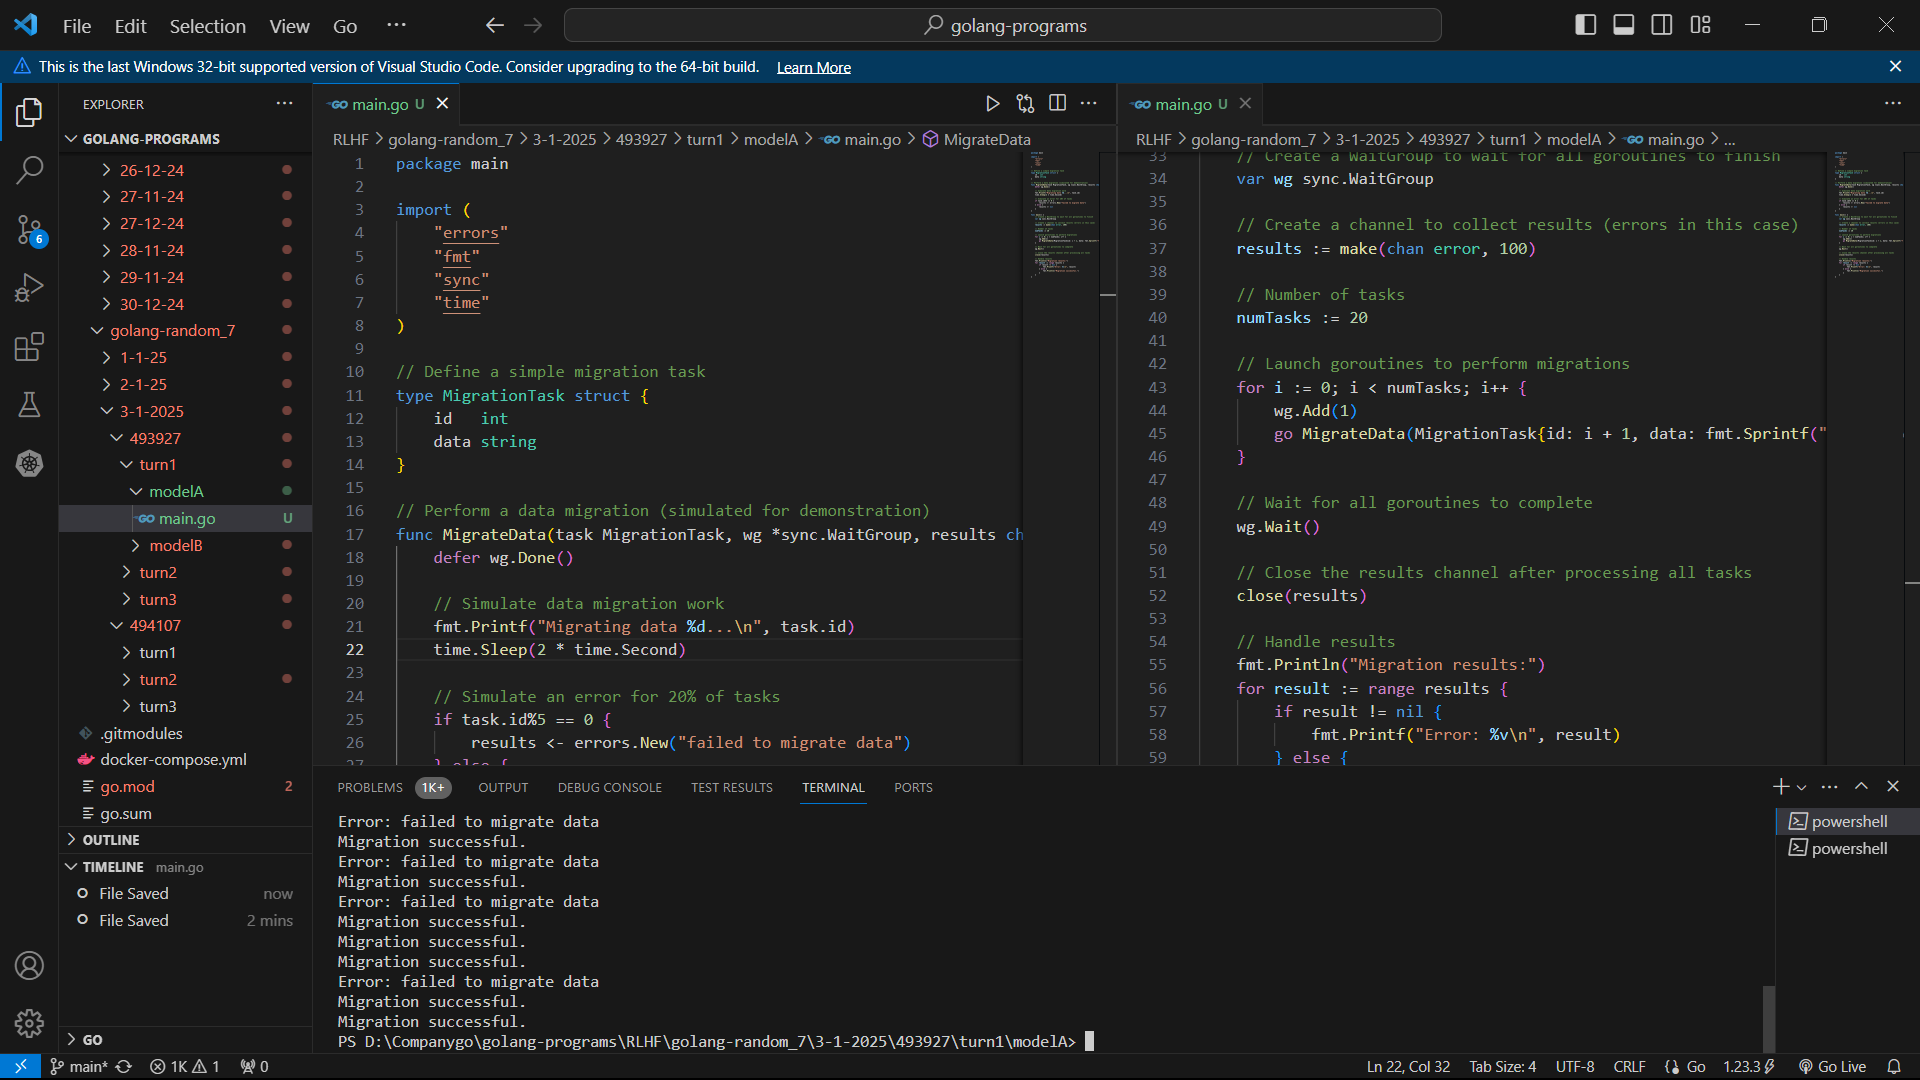 File Edit Selection View Go ···
golang-programs
This is the last Windows 32-bit supported version of Visual Studio Code. Consider upgrading to the 64-bit build. Learn More
EXPLORER
GOLANG-PROGRAMS
26-12-24
27-11-24
27-12-24
28-11-24
29-11-24
30-12-24
golang-random_7
1-1-25
2-1-25
3-1-2025
493927
turn1
modelA
main.go U
modelB
turn2
turn3
494107
turn1
turn2
turn3
.gitmodules
docker-compose.yml
go.mod 2
go.sum
OUTLINE
TIMELINE main.go
File Saved now
File Saved 2 mins
GO
6
main.go U
RLHF > golang-random_7 > 3-1-2025 > 493927 > turn1 > modelA > main.go > MigrateData
1 package main
2
3 import (
4 "errors"
5 "fmt"
6 "sync"
7 "time"
8 )
9
10 // Define a simple migration task
11 type MigrationTask struct {
12 id int
13 data string
14 }
15
16 // Perform a data migration (simulated for demonstration)
17 func MigrateData(task MigrationTask, wg *sync.WaitGroup, results ch
18 defer wg.Done()
19
20 // Simulate data migration work
21 fmt.Printf("Migrating data %d...\n", task.id)
22 time.Sleep(2 * time.Second)
23
24 // Simulate an error for 20% of tasks
25 if task.id%5 == 0 {
26 results <- errors.New("failed to migrate data")
27 } else {
main.go U
RLHF > golang-random_7 > 3-1-2025 > 493927 > turn1 > modelA > main.go > ...
33 // Create a WaitGroup to wait for all goroutines to finish
34 var wg sync.WaitGroup
35
36 // Create a channel to collect results (errors in this case)
37 results := make(chan error, 100)
38
39 // Number of tasks
40 numTasks := 20
41
42 // Launch goroutines to perform migrations
43 for i := 0; i < numTasks; i++ {
44 wg.Add(1)
45 go MigrateData(MigrationTask{id: i + 1, data: fmt.Sprintf("
46 }
47
48 // Wait for all goroutines to complete
49 wg.Wait()
50
51 // Close the results channel after processing all tasks
52 close(results)
53
54 // Handle results
55 fmt.Println("Migration results:")
56 for result := range results {
57 if result != nil {
58 fmt.Printf("Error: %v\n", result)
59 } else {
PROBLEMS 1K+ OUTPUT DEBUG CONSOLE TEST RESULTS TERMINAL PORTS
Error: failed to migrate data
Migration successful.
Error: failed to migrate data
Migration successful.
Error: failed to migrate data
Migration successful.
Migration successful.
Migration successful.
Error: failed to migrate data
Migration successful.
Migration successful.
PS D:\Companygo\golang-programs\RLHF\golang-random_7\3-1-2025\493927\turn1\modelA>
powershell
powershell
main* 1K 1 0 Ln 22, Col 32 Tab Size: 4 UTF-8 CRLF Go 1.23.3 Go Live